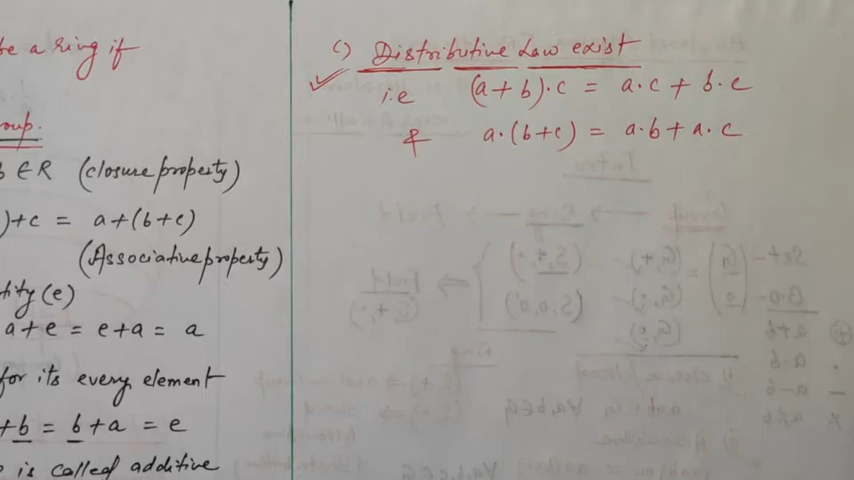 be a ring if
oup.
b ∈ R (closure property)
)+c = a+(b+c)
(Associative property)
tity (e)
a+e = e+a = a
for its every element
+b = b+a = e
is called additive
c) Distributive Law exist
i.e (a+b)·c = a·c + b·c
& a·(b+c) = a·b + a·c